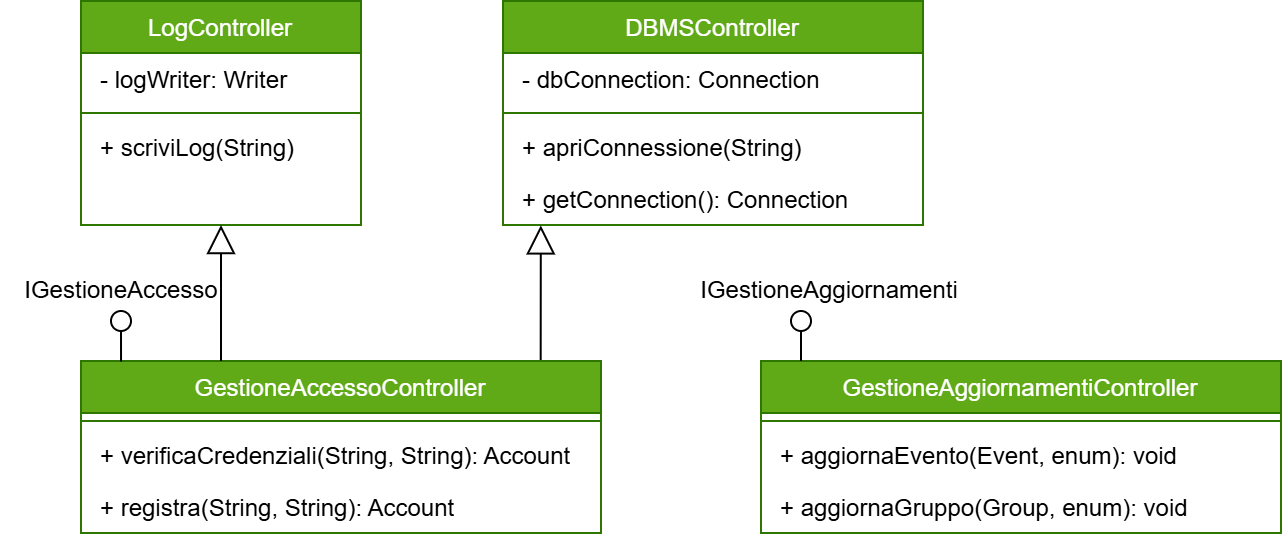 LogController
- logWriter: Writer
+ scriviLog(String)
DBMSController
- dbConnection: Connection
+ apriConnessione(String)
+ getConnection(): Connection
IGestioneAccesso
IGestioneAggiornamenti
GestioneAccessoController
+ verificaCredenziali(String, String): Account
+ registra(String, String): Account
GestioneAggiornamentiController
+ aggiornaEvento(Event, enum): void
+ aggiornaGruppo(Group, enum): void